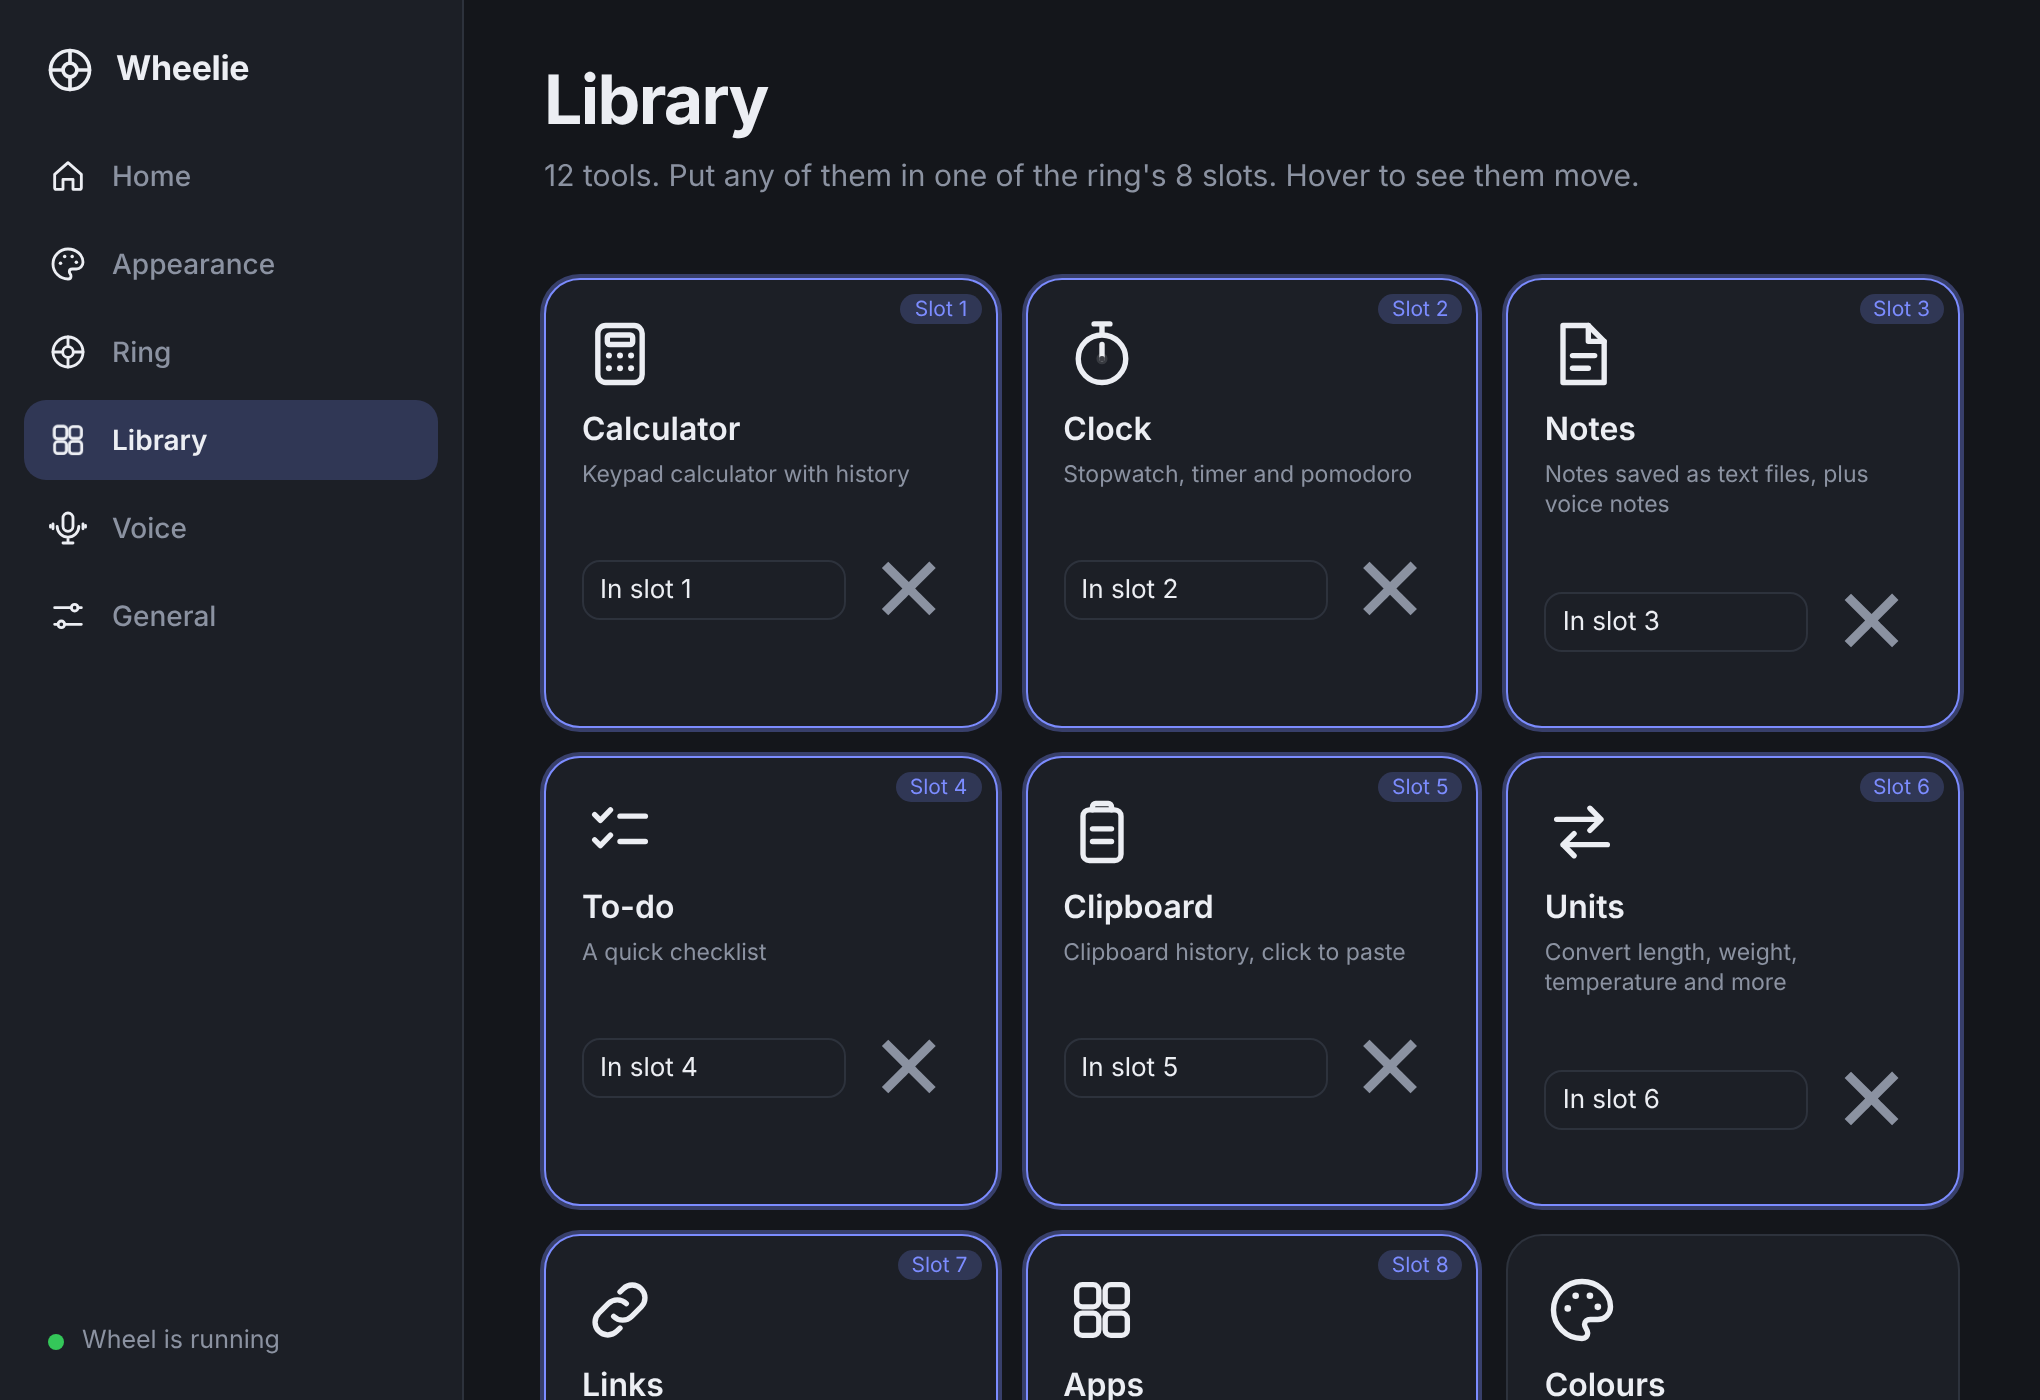 Wheelie
Home
Appearance
Ring
Library
Voice
General
Wheel is running
Library
12 tools. Put any of them in one of the ring's 8 slots. Hover to see them move.
Slot 1
Calculator
Keypad calculator with history
In slot 1
Slot 2
Clock
Stopwatch, timer and pomodoro
In slot 2
Slot 3
Notes
Notes saved as text files, plus
voice notes
In slot 3
Slot 4
To-do
A quick checklist
In slot 4
Slot 5
Clipboard
Clipboard history, click to paste
In slot 5
Slot 6
Units
Convert length, weight,
temperature and more
In slot 6
Slot 7
Links
Slot 8
Apps
Colours